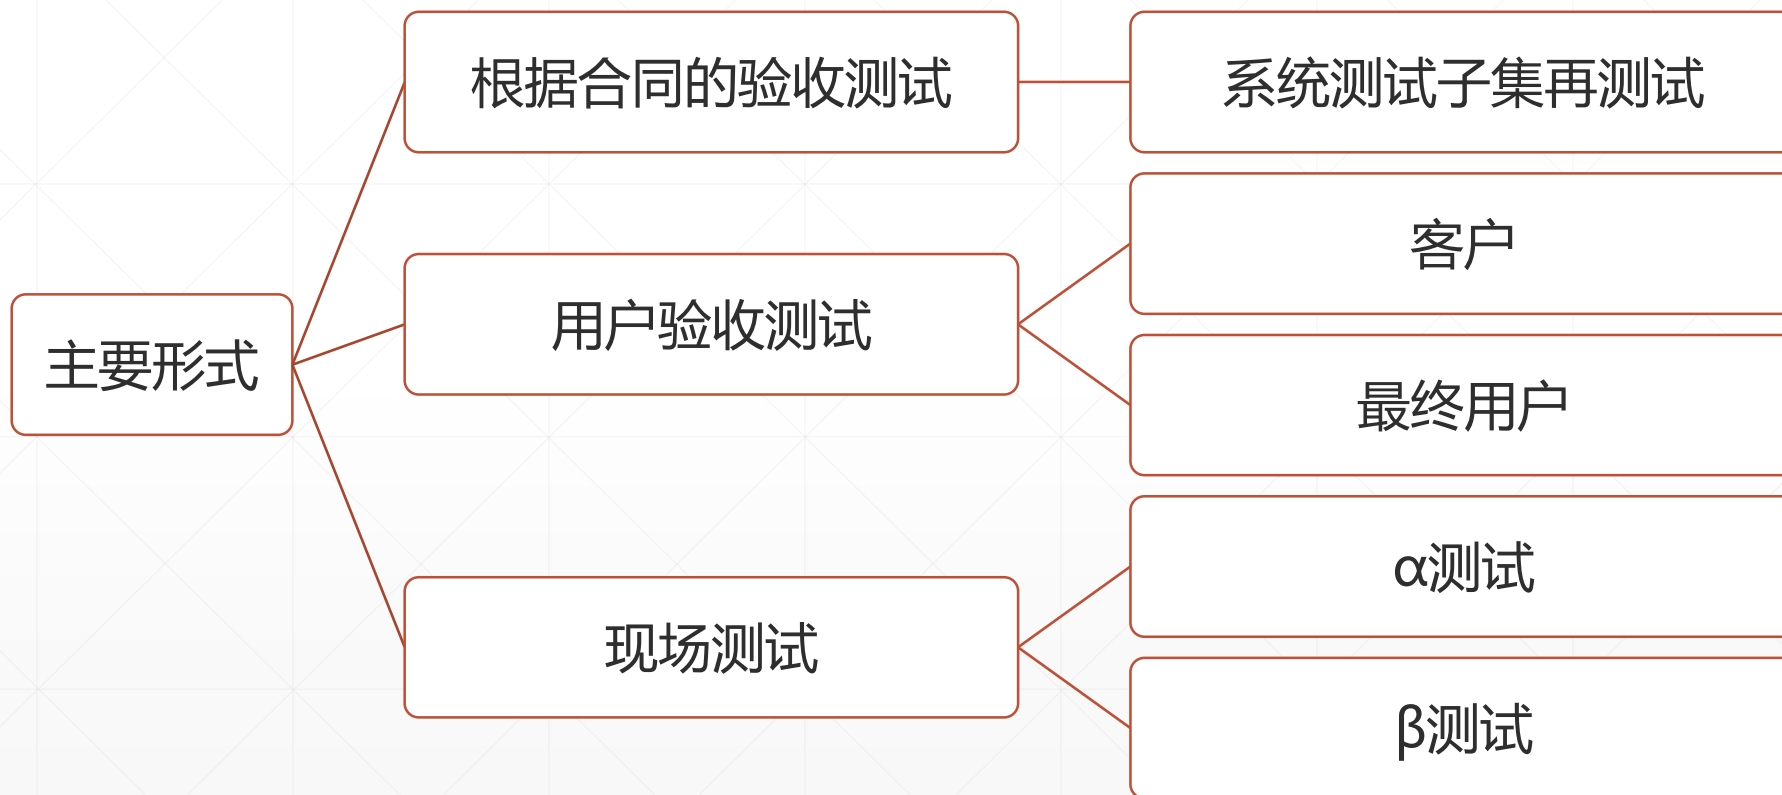 主要形式
根据合同的验收测试
系统测试子集再测试
用户验收测试
客户
最终用户
现场测试
α测试
β测试